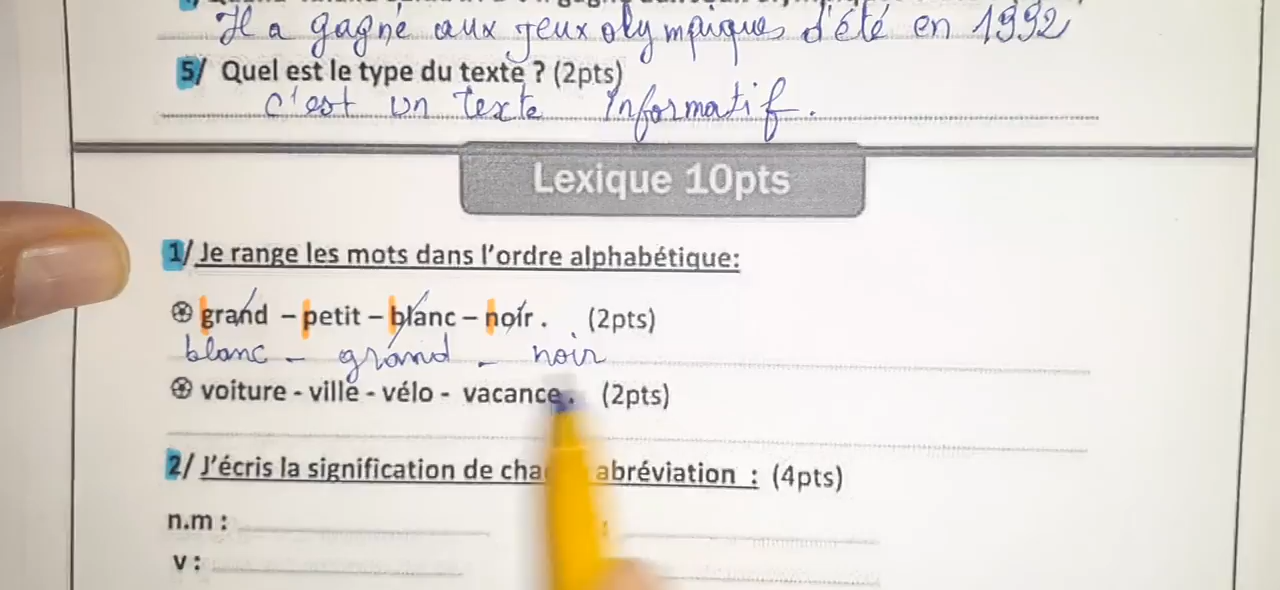 Il a gagné aux jeux olympiques d'été en 1992
5/ Quel est le type du texte ? (2pts)
c'est un texte Informatif.
Lexique 10pts
1/ Je range les mots dans l'ordre alphabétique:
grand – petit – blanc – noir . (2pts)
blanc - grand - noir
voiture - ville - vélo - vacance . (2pts)
2/ J'écris la signification de abréviation : (4pts)
n.m :
v :